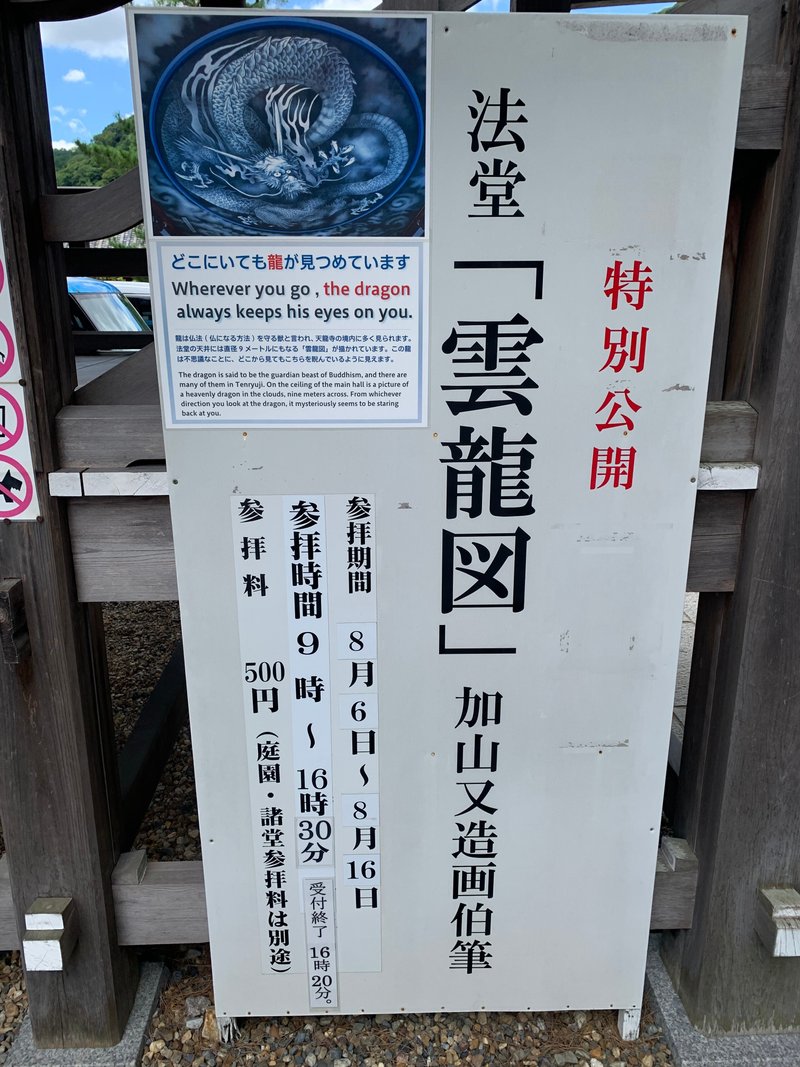 特別公開
法堂「雲龍図」加山又造画伯筆
どこにいても龍が見つめています
Wherever you go , the dragon
always keeps his eyes on you.
龍は仏法（仏になる方法）を守る獣と言われ、天龍寺の境内に多く見られます。
法堂の天井には直径９メートルにもなる「雲龍図」が描かれています。この龍
は不思議なことに、どこから見てもこちらを睨んでいるように見えます。
The dragon is said to be the guardian beast of Buddhism, and there are
many of them in Tenryuji. On the ceiling of the main hall is a picture of
a heavenly dragon in the clouds, nine meters across. From whichever
direction you look at the dragon, it mysteriously seems to be staring
back at you.
参拝期間 8月6日～8月16日
参拝時間 9時～16時30分
受付終了 16時20分。
参拝料 500円（庭園・諸堂参拝料は別途）